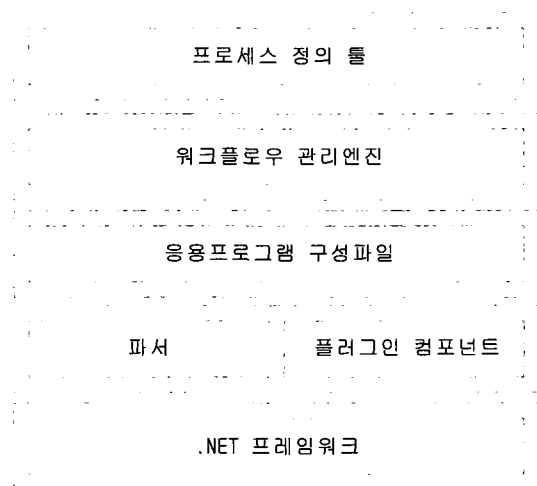 프로세스 정의 툴
워크플로우 관리엔진
응용프로그램 구성파일
파서 플러그인 컴포넌트
.NET 프레임워크